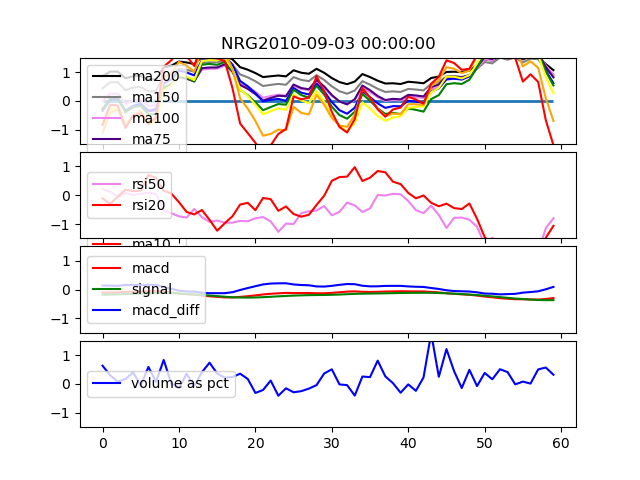 NRG2010-09-03 00:00:00
1
0
−1
ma200
ma150
ma100
ma75
1
0
−1
rsi50
rsi20
ma10
1
0
−1
macd
signal
macd_diff
1
0
−1
volume as pct
0 10 20 30 40 50 60